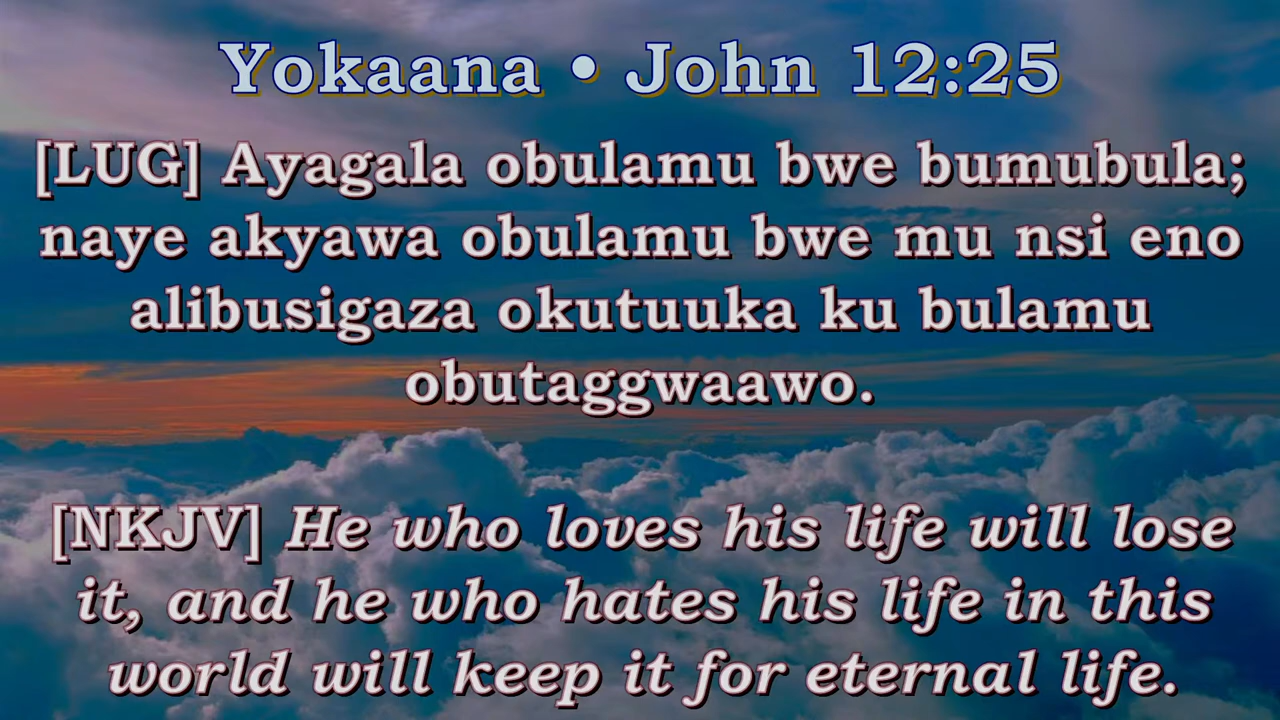 Yokaana • John 12:25
[LUG] Ayagala obulamu bwe bumubula;
naye akyawa obulamu bwe mu nsi eno
alibusigaza okutuuka ku bulamu
obutaggwaawo.
[NKJV] He who loves his life will lose
it, and he who hates his life in this
world will keep it for eternal life.